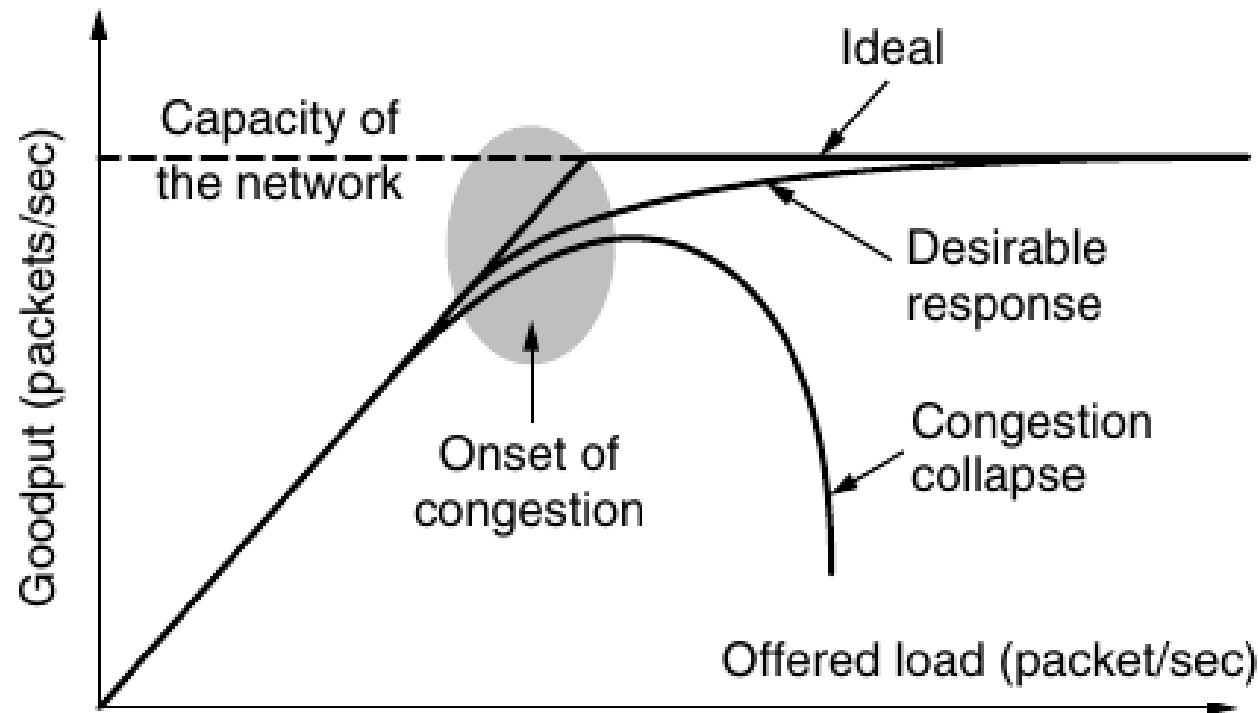 Ideal
Capacity of
the network
Desirable
response
Onset of
congestion
Congestion
collapse
Goodput (packets/sec)
Offered load (packet/sec)